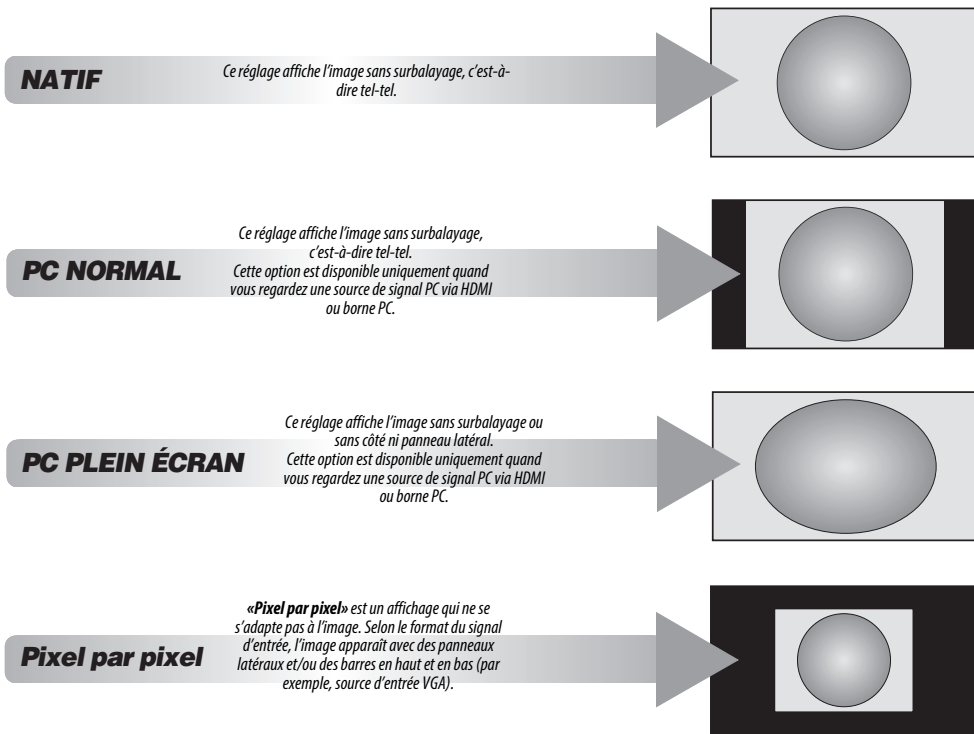 NATIF
Ce réglage affiche l'image sans surbalayage, c'est-à-
dire tel-tel.
PC NORMAL
Ce réglage affiche l'image sans surbalayage,
c'est-à-dire tel-tel.
Cette option est disponible uniquement quand
vous regardez une source de signal PC via HDMI
ou borne PC.
PC PLEIN ÉCRAN
Ce réglage affiche l'image sans surbalayage ou
sans côté ni panneau latéral.
Cette option est disponible uniquement quand
vous regardez une source de signal PC via HDMI
ou borne PC.
Pixel par pixel
«Pixel par pixel» est un affichage qui ne se
s'adapte pas à l'image. Selon le format du signal
d'entrée, l'image apparaît avec des panneaux
latéraux et/ou des barres en haut et en bas (par
exemple, source d'entrée VGA).